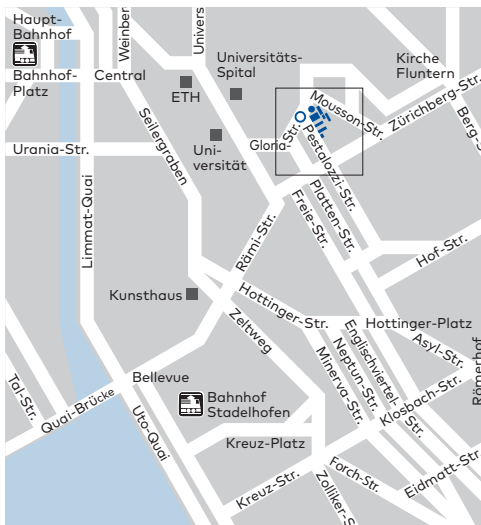 Haupt-
Bahnhof
Bahnhof-
Platz
Central
Weinber
Univers
Universitäts-
Spital
Kirche
Fluntern
ETH
Mousson-Str.
Zürichberg-Str.
Berg-S
Seilergraben
Urania-Str.
Uni-
versität
Gloria-
Str.
Pestalozzi-Str.
Platten-Str.
Freie-Str.
Limmat-Quai
Rämi-Str.
Hof-Str.
Kunsthaus
Hottinger-Str.
Hottinger-Platz
Zeltweg
Englischviertel-
Str.
Neptun-Str.
Minerva-Str.
Asyl-Str.
Römerhof
Bellevue
Tal-Str.
Quai-Brücke
Uto-Quai
Bahnhof
Stadelhofen
Klosbach-Str.
Kreuz-Platz
Kreuz-Str.
Forch-Str.
Zolliker-S
Eidmatt-Str.